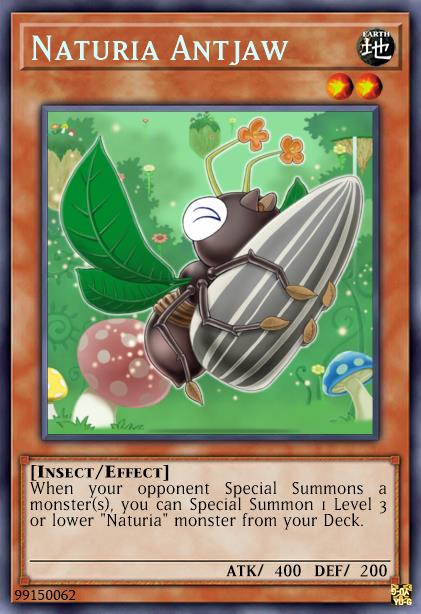 Naturia Antjaw
EARTH
地
[Insect/Effect]
When your opponent Special Summons a
monster(s), you can Special Summon 1 Level 3
or lower "Naturia" monster from your Deck.
ATK/ 400 DEF/ 200
99150062